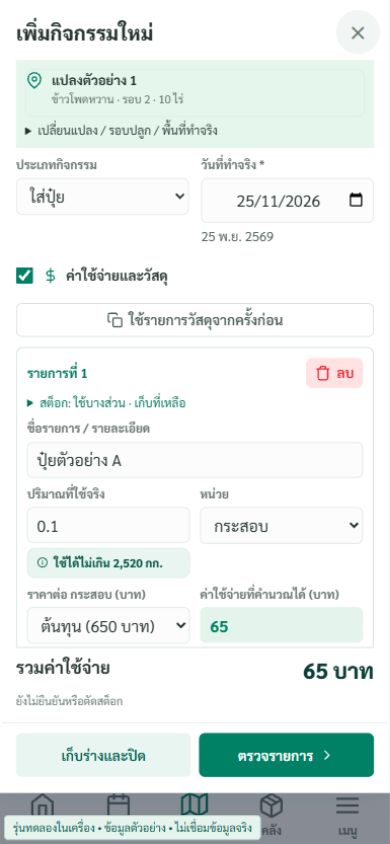 เพิ่มกิจกรรมใหม่
แปลงตัวอย่าง 1
ข้าวโพดหวาน · รอบ 2 · 10 ไร่
เปลี่ยนแปลง / รอบปลูก / พื้นที่ทำจริง
ประเภทกิจกรรม
วันที่ทำจริง *
ใส่ปุ๋ย
25/11/2026
25 พ.ย. 2569
$ ค่าใช้จ่ายและวัสดุ
ใช้รายการวัสดุจากครั้งก่อน
รายการที่ 1
ลบ
สต็อก: ใช้บางส่วน · เก็บที่เหลือ
ชื่อรายการ / รายละเอียด
ปุ๋ยตัวอย่าง A
ปริมาณที่ใช้จริง
หน่วย
0.1
กระสอบ
ใช้ได้ไม่เกิน 2,520 กก.
ราคาต่อ กระสอบ (บาท)
ค่าใช้จ่ายที่คำนวณได้ (บาท)
ต้นทุน (650 บาท)
65
รวมค่าใช้จ่าย
65 บาท
ยังไม่ยืนยันหรือตัดสต็อก
เก็บร่างและปิด
ตรวจรายการ
รุ่นทดลองในเครื่อง • ข้อมูลตัวอย่าง • ไม่เชื่อมข้อมูลจริง
คลัง
เมนู